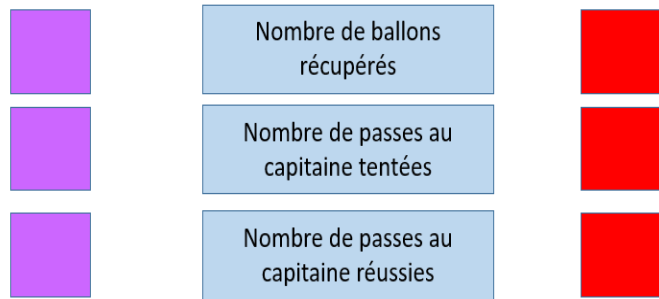 Nombre de ballons
récupérés
Nombre de passes au
capitaine tentées
Nombre de passes au
capitaine réussies